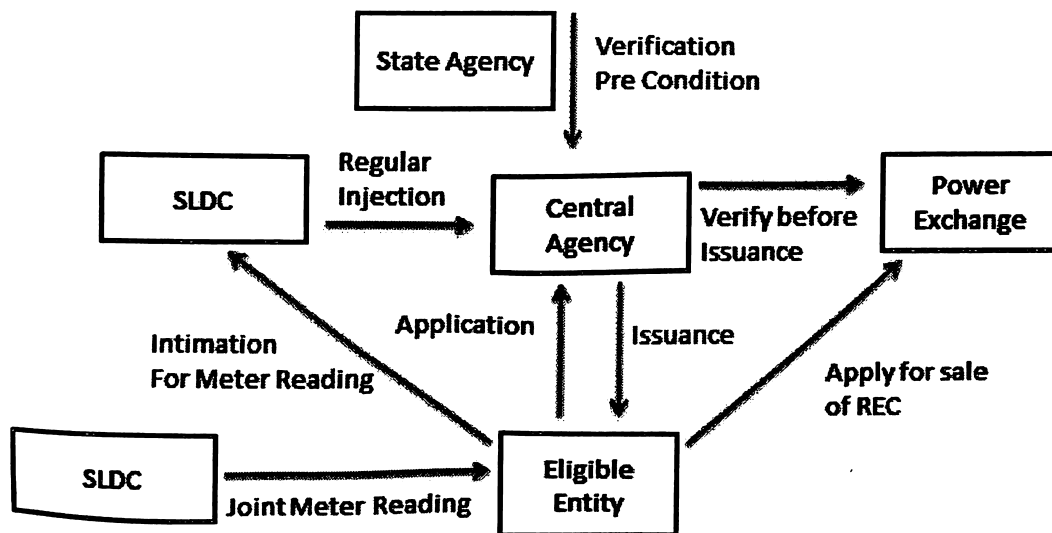 State Agency
Verification
Pre Condition
SLDC
Regular
Injection
Central
Agency
Verify before
Issuance
Power
Exchange
Intimation
For Meter Reading
Application
Issuance
Apply for sale
of REC
SLDC
Joint Meter Reading
Eligible
Entity